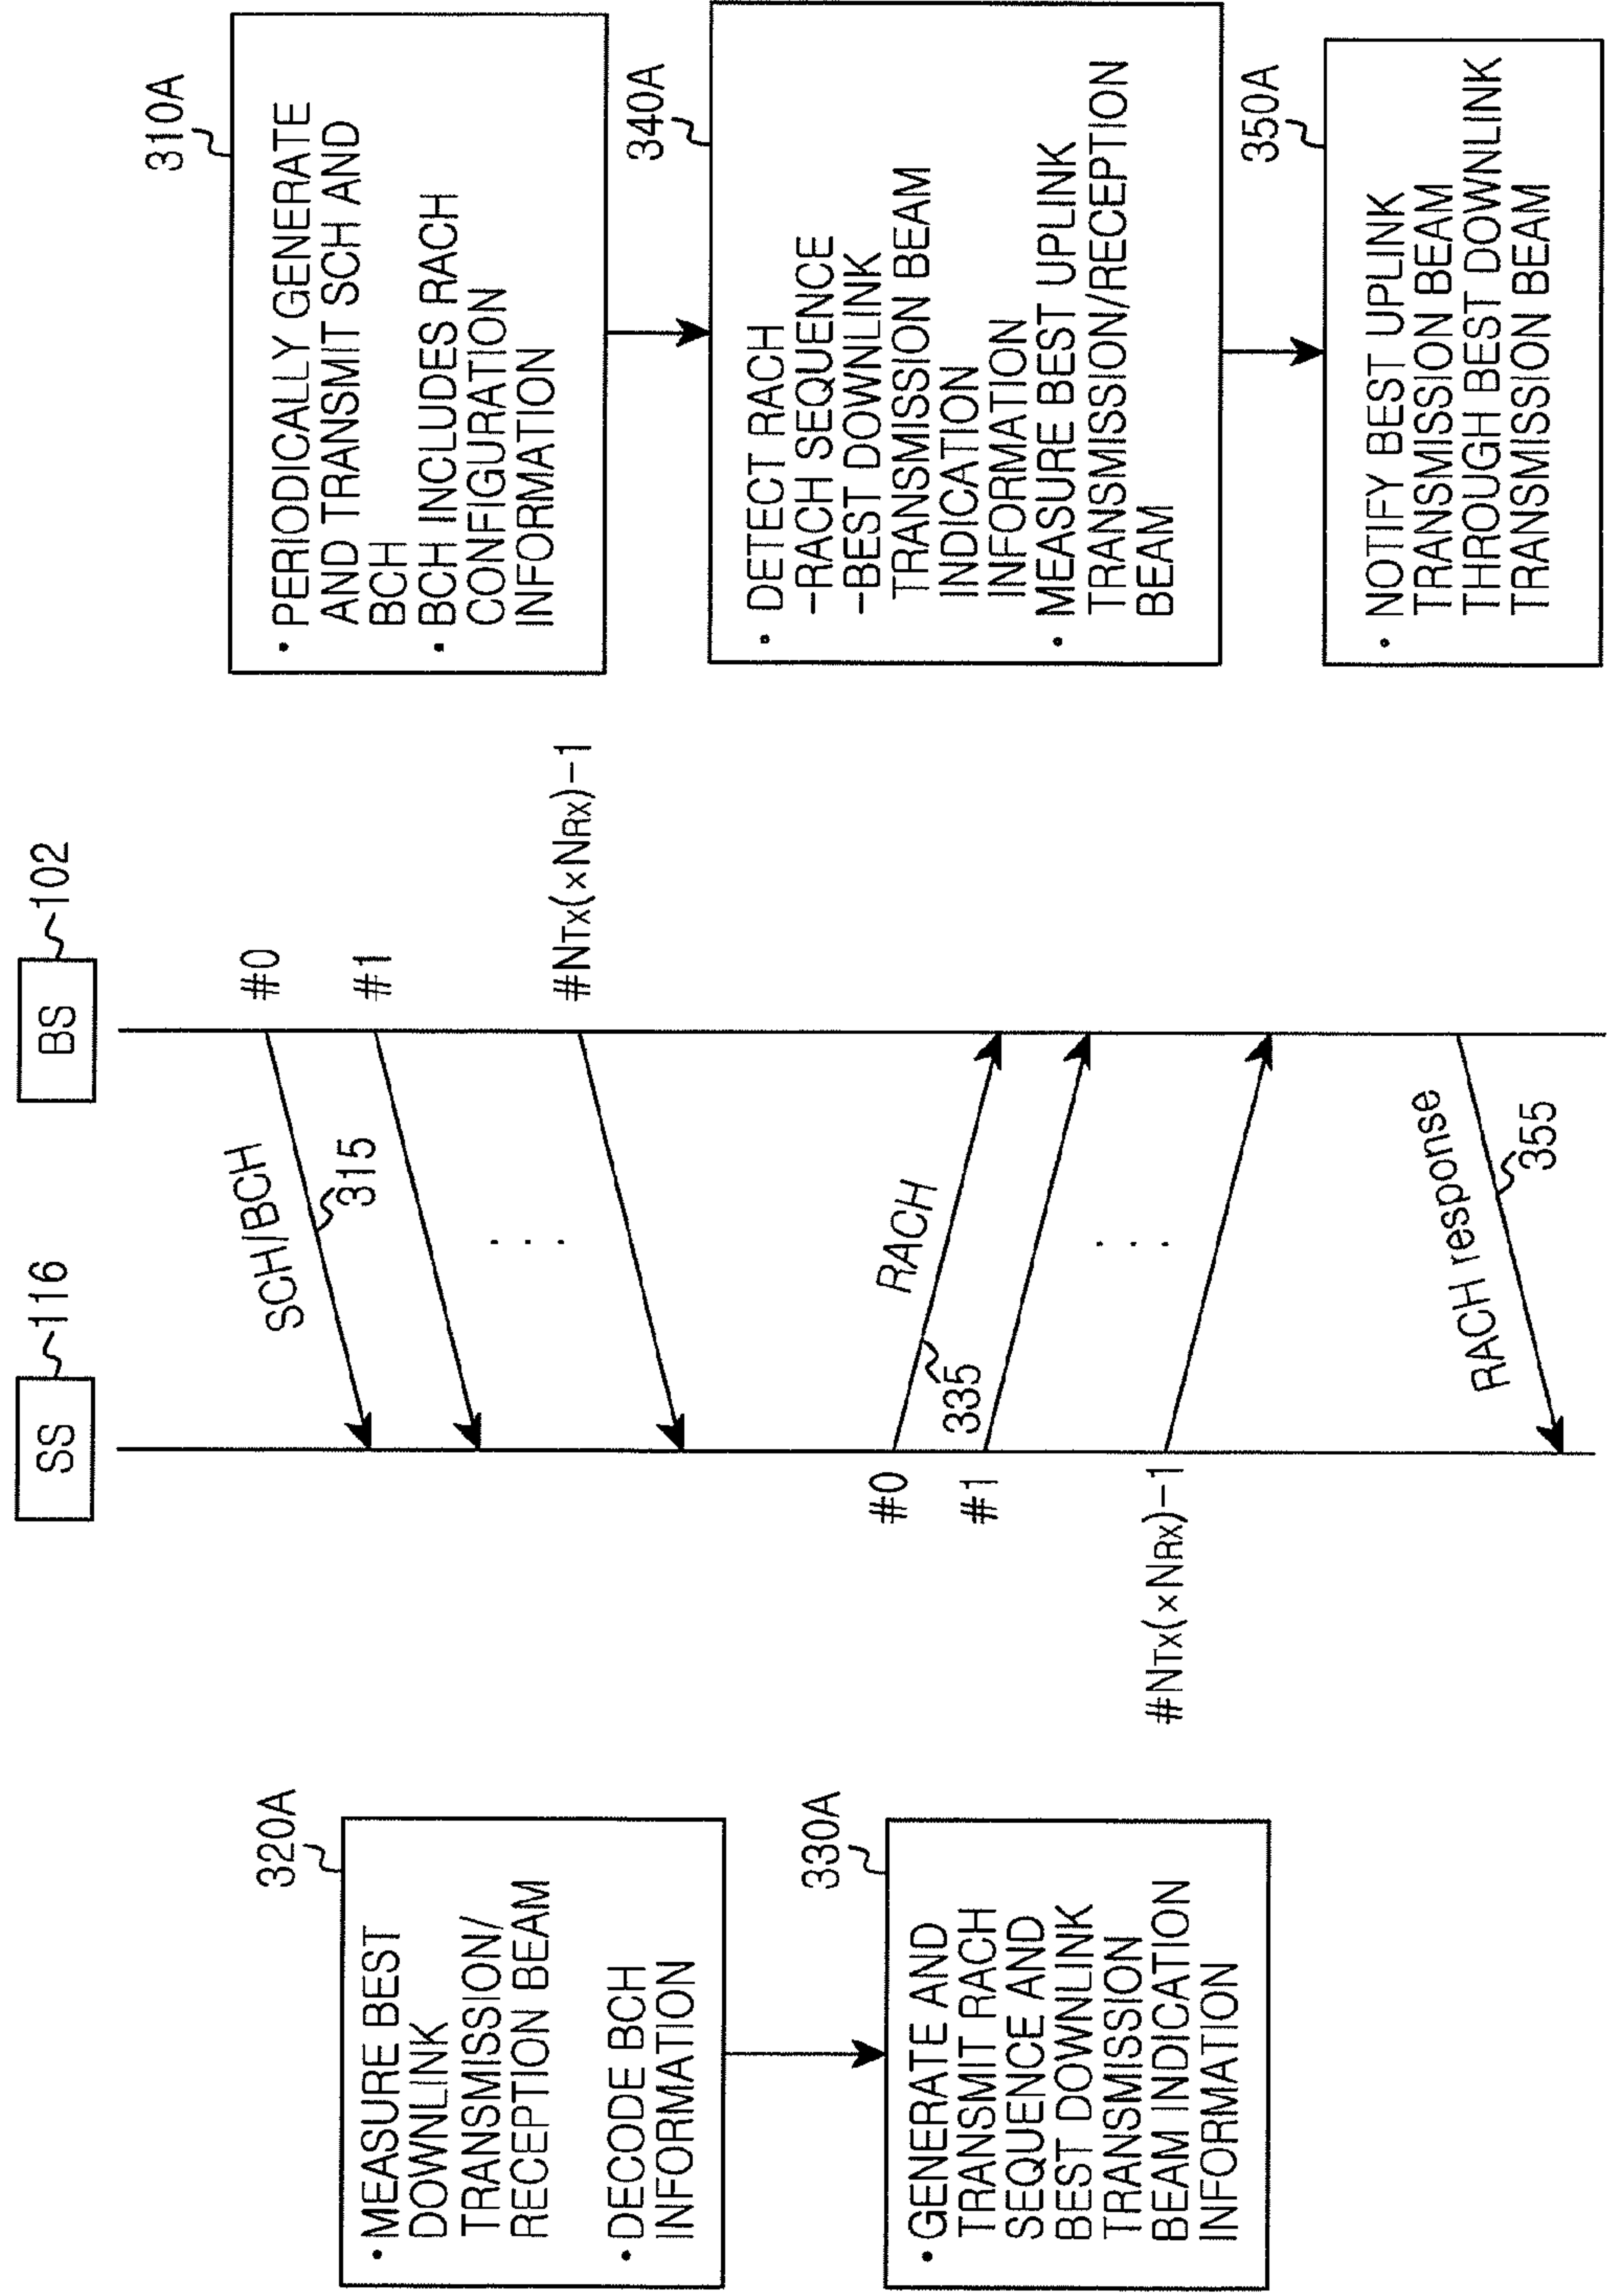 SS
116
BS
102
310A
• PERIODICALLY GENERATE
AND TRANSMIT SCH AND
BCH
• BCH INCLUDES RACH
CONFIGURATION
INFORMATION
#0
#1
#NTx(×NRx)-1
SCH/BCH
315
320A
• MEASURE BEST
DOWNLINK
TRANSMISSION/
RECEPTION BEAM
• DECODE BCH
INFORMATION
330A
• GENERATE AND
TRANSMIT RACH
SEQUENCE AND
BEST DOWNLINK
TRANSMISSION
BEAM INDICATION
INFORMATION
. . .
#0
#1
#NTx(×NRx)-1
RACH
335
. . .
340A
• DETECT RACH
-RACH SEQUENCE
-BEST DOWNLINK
TRANSMISSION BEAM
INDICATION
INFORMATION
• MEASURE BEST UPLINK
TRANSMISSION/RECEPTION
BEAM
350A
• NOTIFY BEST UPLINK
TRANSMISSION BEAM
THROUGH BEST DOWNLINK
TRANSMISSION BEAM
RACH response
355